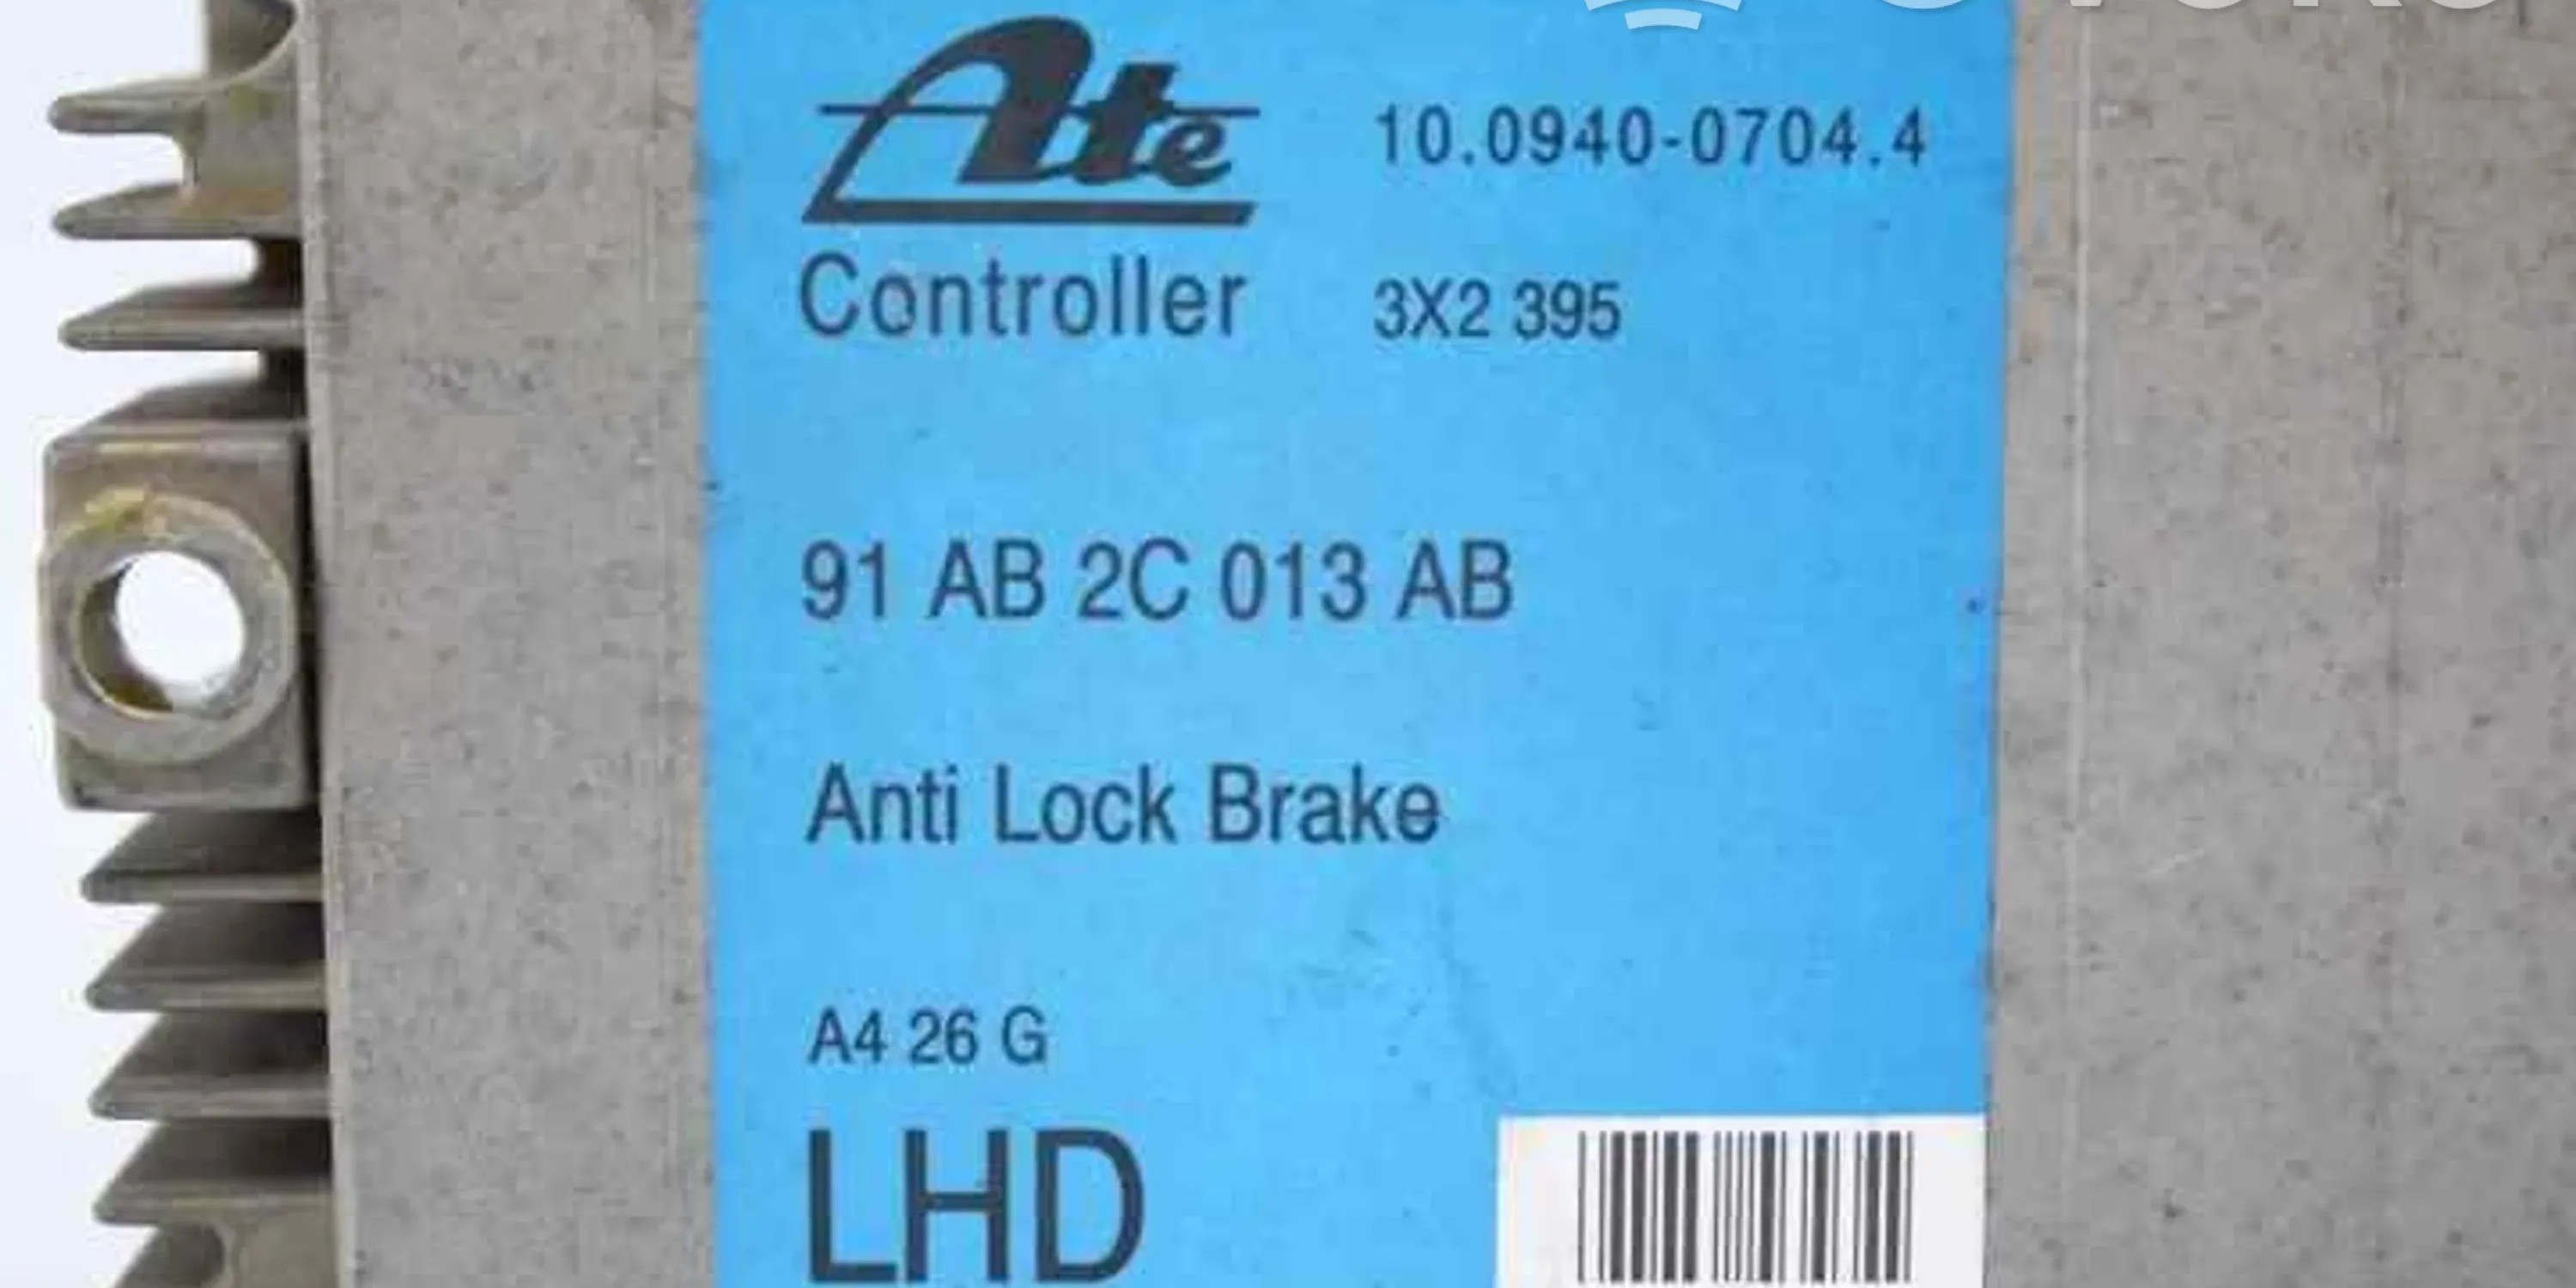 Ate 10.0940-0704.4
Controller 3X2 395
91 AB 2C 013 AB
Anti Lock Brake
A4 26 G
LHD